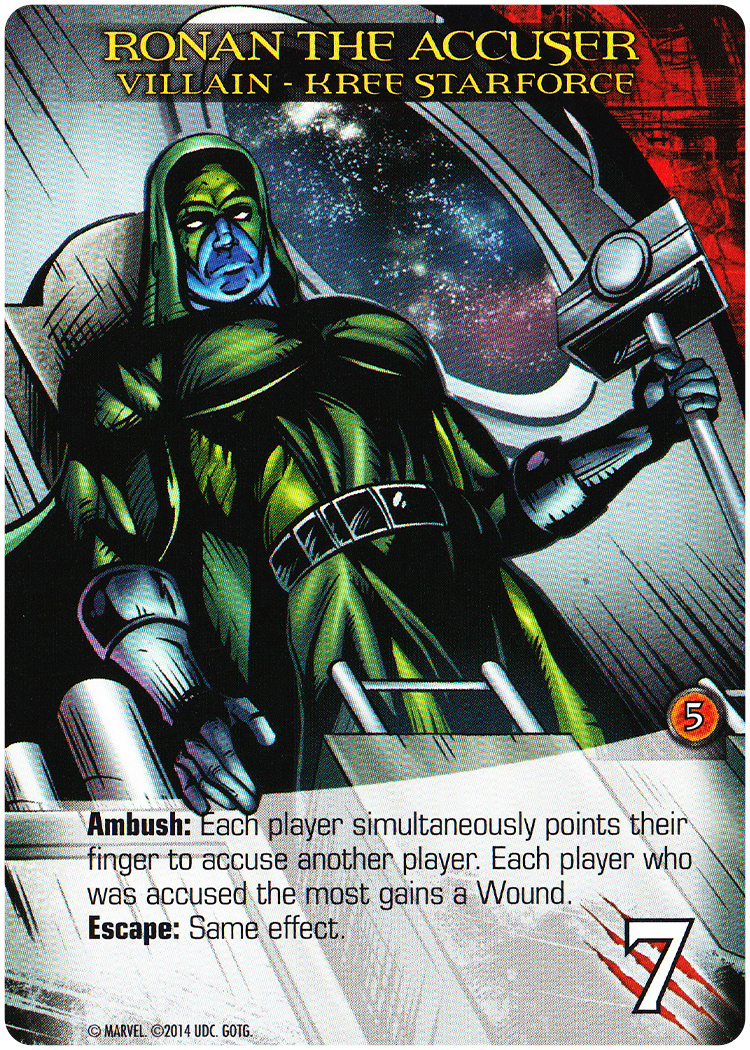 RONAN THE ACCUSER
VILLAIN - KREE STARFORCE
5
Ambush: Each player simultaneously points their
finger to accuse another player. Each player who
was accused the most gains a Wound.
Escape: Same effect.
7
© MARVEL. ©2014 UDC. GOTG.